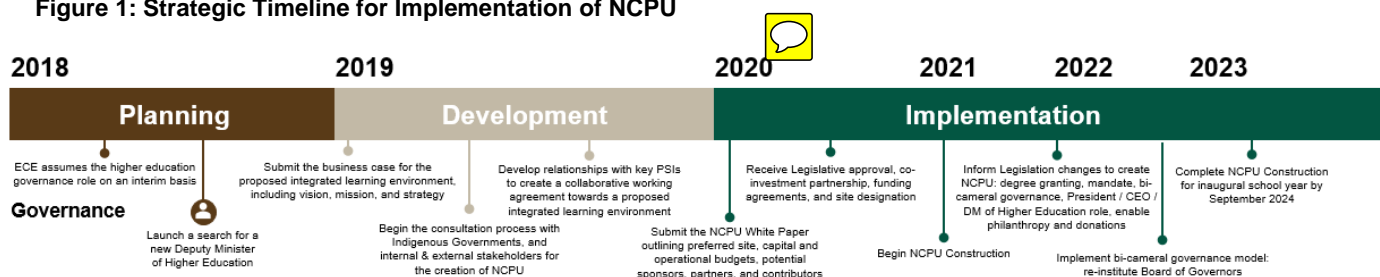 Figure 1: Strategic Timeline for Implementation of NCPU
2018
2019
2020
2021
2022
2023
Planning
Development
Implementation
ECE assumes the higher education
governance role on an interim basis
Governance
Launch a search for a
new Deputy Minister
of Higher Education
Submit the business case for the
proposed integrated learning environment,
including vision, mission, and strategy
Begin the consultation process with
Indigenous Governments, and
internal & external stakeholders for
the creation of NCPU
Develop relationships with key PSIs
to create a collaborative working
agreement towards a proposed
integrated learning environment
Submit the NCPU White Paper
outlining preferred site, capital and
operational budgets, potential
sponsors, partners, and contributors
Receive Legislative approval, co-
investment partnership, funding
agreements, and site designation
Begin NCPU Construction
Inform Legislation changes to create
NCPU: degree granting, mandate, bi-
cameral governance, President / CEO /
DM of Higher Education role, enable
philanthropy and donations
Implement bi-cameral governance model:
re-institute Board of Governors
Complete NCPU Construction
for inaugural school year by
September 2024